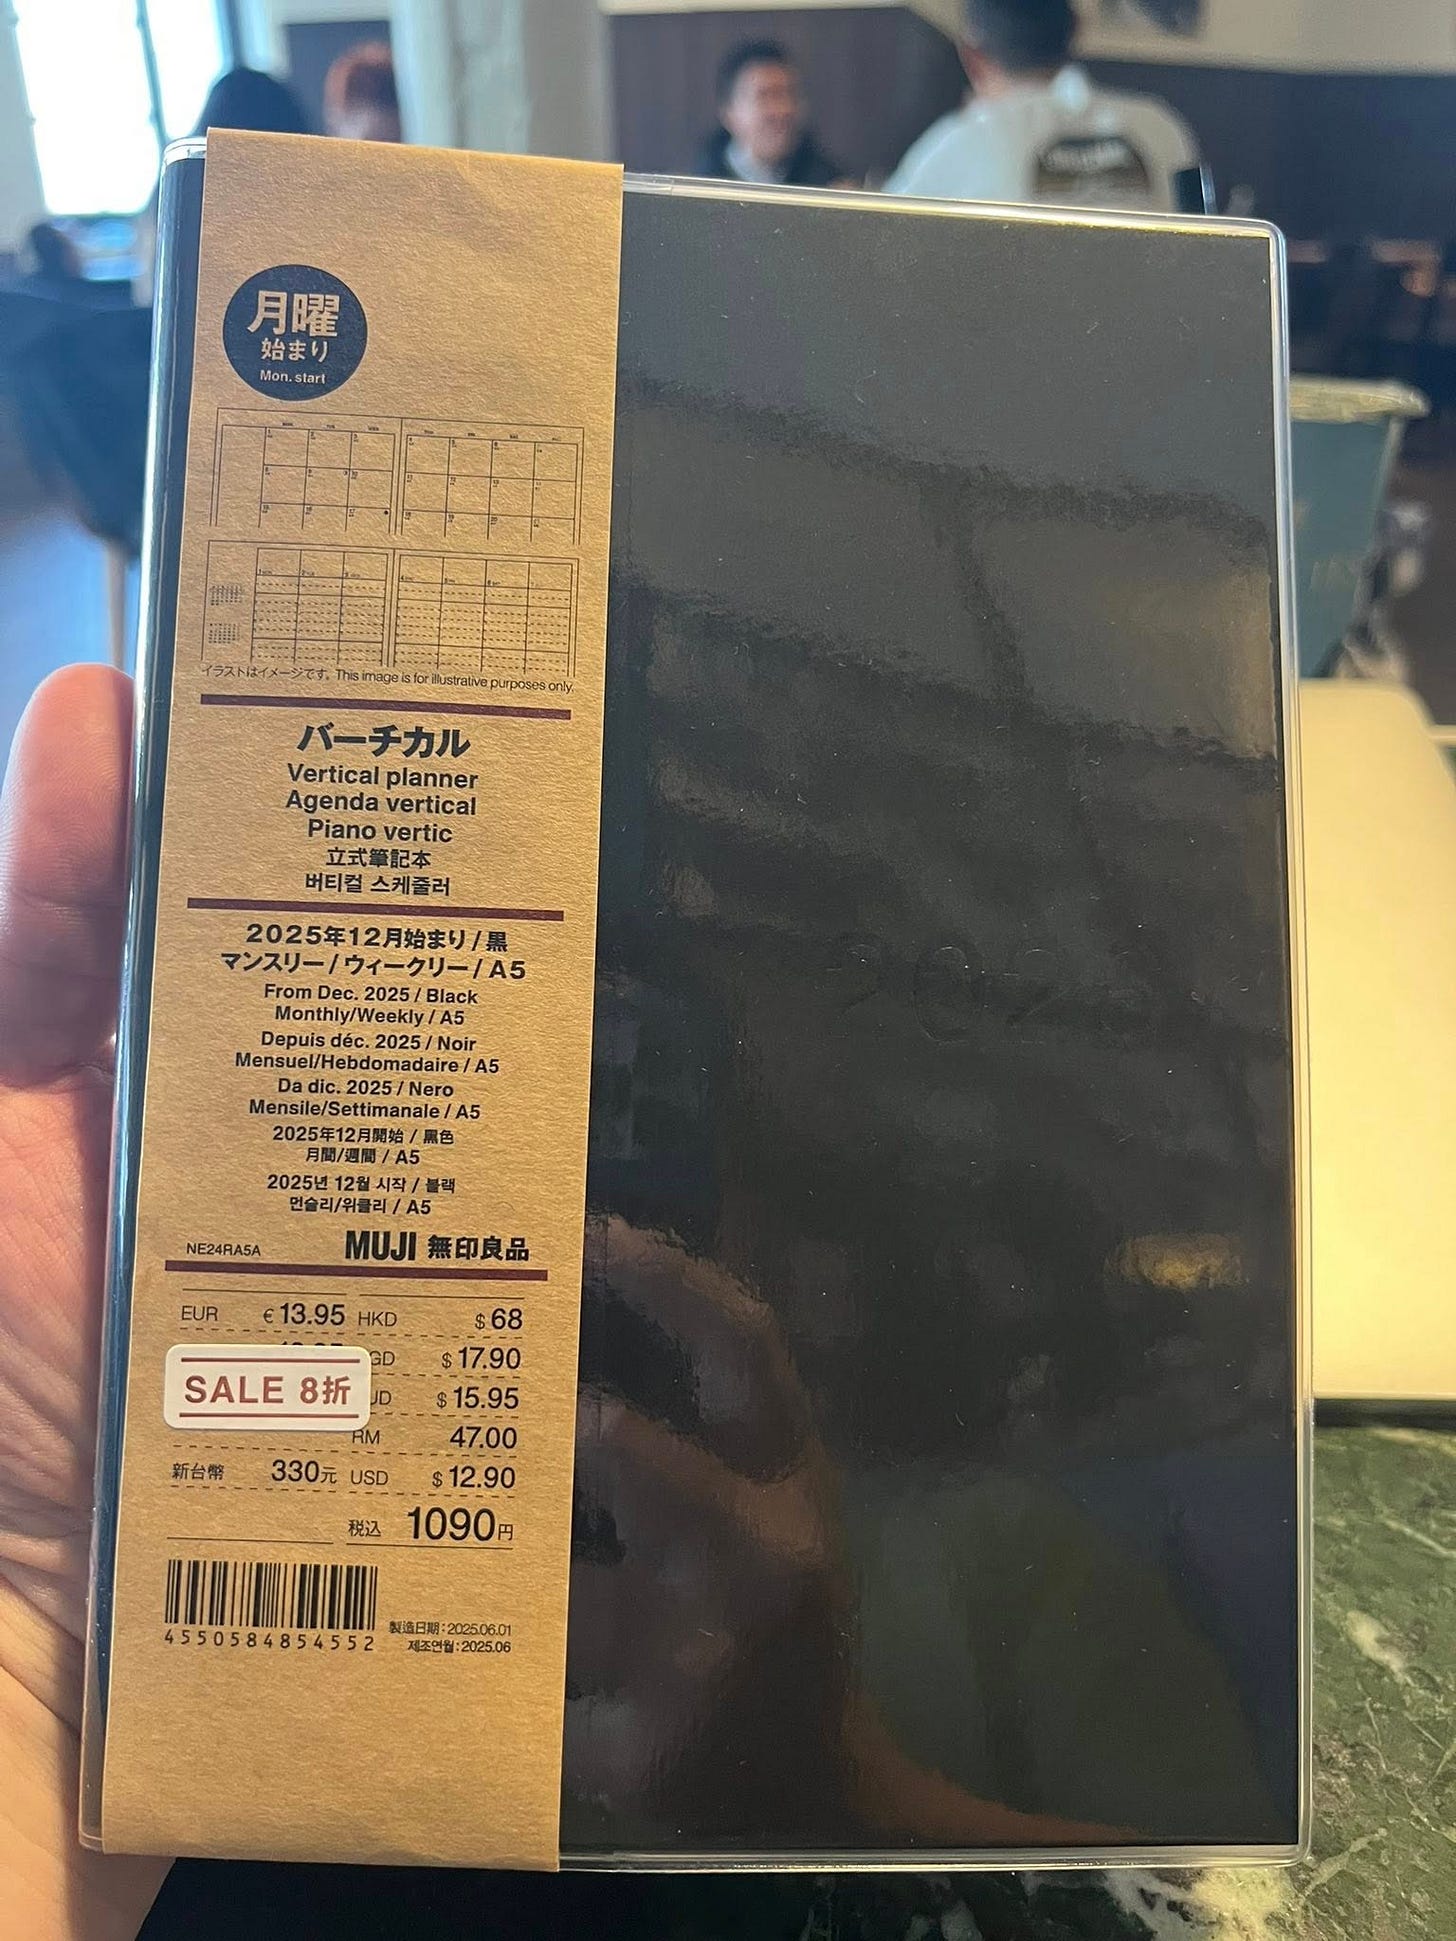 月曜
始まり
Mon. start
イラストはイメージです。This image is for illustrative purposes only.
バーチカル
Vertical planner
Agenda vertical
Piano vertic
立式筆記本
버티컬 스케줄러
2025年12月始まり / 黒
マンスリー / ウィークリー / A5
From Dec. 2025 / Black
Monthly/Weekly / A5
Depuis déc. 2025 / Noir
Mensuel/Hebdomadaire / A5
Da dic. 2025 / Nero
Mensile/Settimanale / A5
2025年12月開始 / 黑色
月間/週間 / A5
2025년 12월 시작 / 블랙
먼슬리/위클리 / A5
NE24RA5A MUJI 無印良品
EUR €13.95 HKD $68
GD $17.90
SALE 8折
UD $15.95
RM 47.00
新台幣 330元 USD $12.90
税込 1090円
4550584854552
製造日期：2025.06.01
제조연월：2025.06